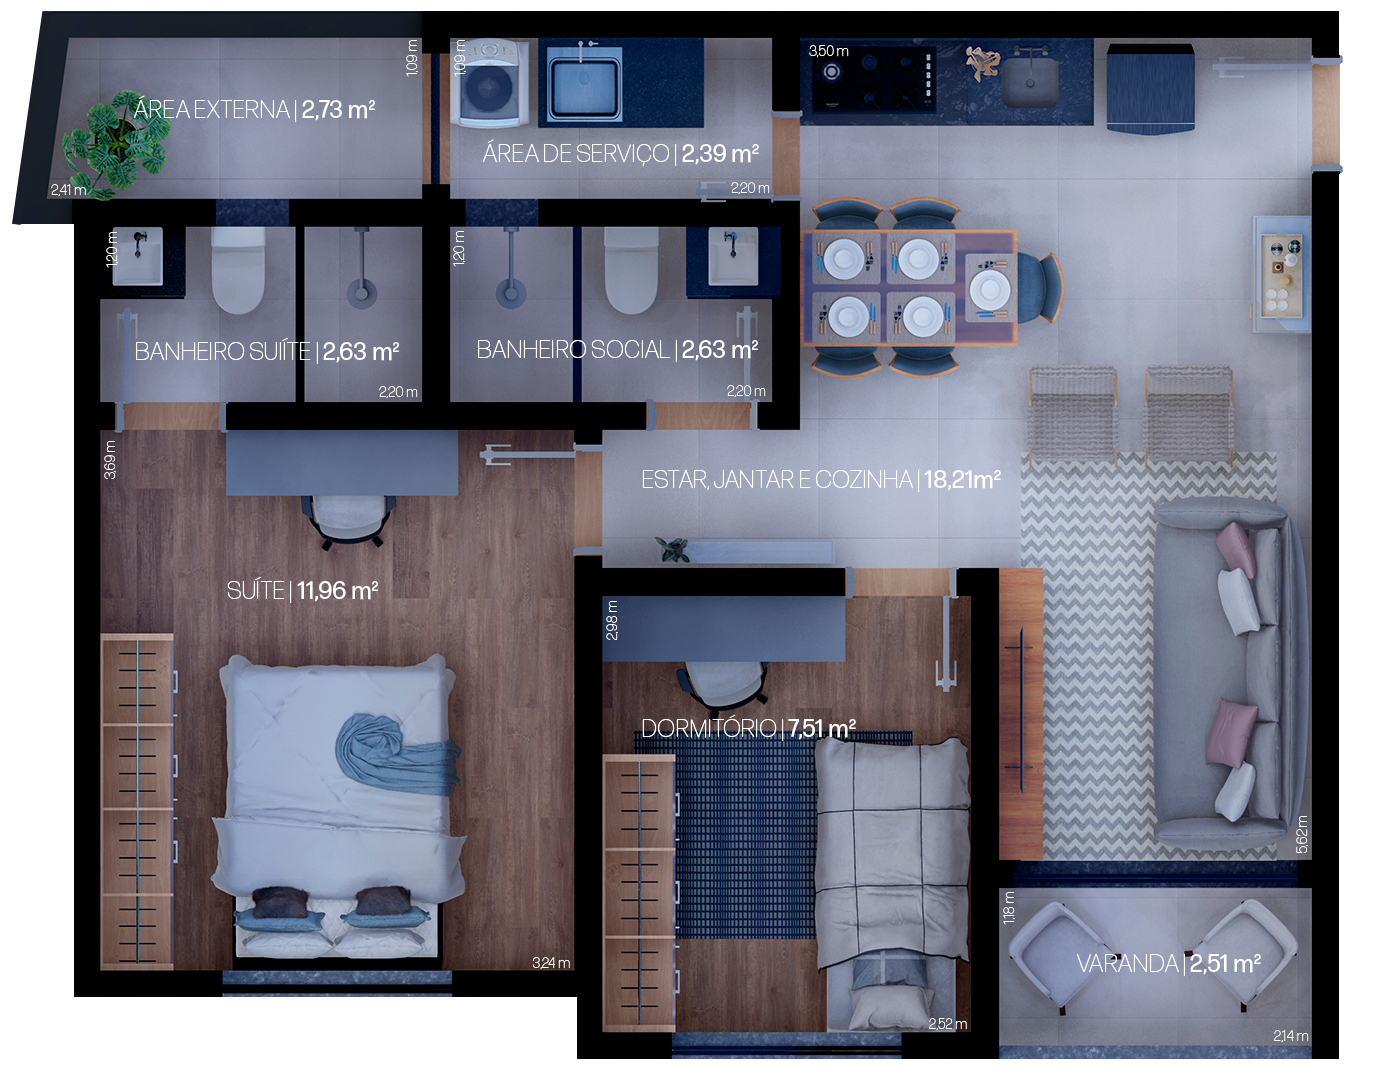 1,09 m
1,09 m
3,50 m
ÁREA EXTERNA | 2,73 m²
ÁREA DE SERVIÇO | 2,39 m²
2,41 m
2,20 m
1,20 m
1,20 m
BANHEIRO SUÍÍTE | 2,63 m²
BANHEIRO SOCIAL | 2,63 m²
2,20 m
2,20 m
3,69 m
ESTAR, JANTAR E COZINHA | 18,21m²
SUÍTE | 11,96 m²
2,98 m
DORMITÓRIO | 7,51 m²
5,62 m
1,18 m
3,24 m
VARANDA | 2,51 m²
2,52 m
2,14 m